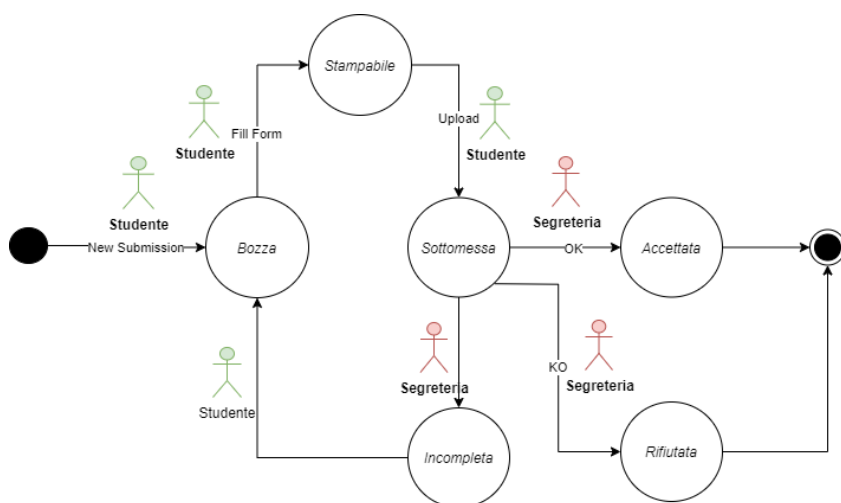 Stampabile
Fill Form
Studente
Upload
Studente
Studente
New Submission
Bozza
Sottomessa
Segreteria
OK
Accettata
Segreteria
KO
Segreteria
Studente
Incompleta
Rifiutata